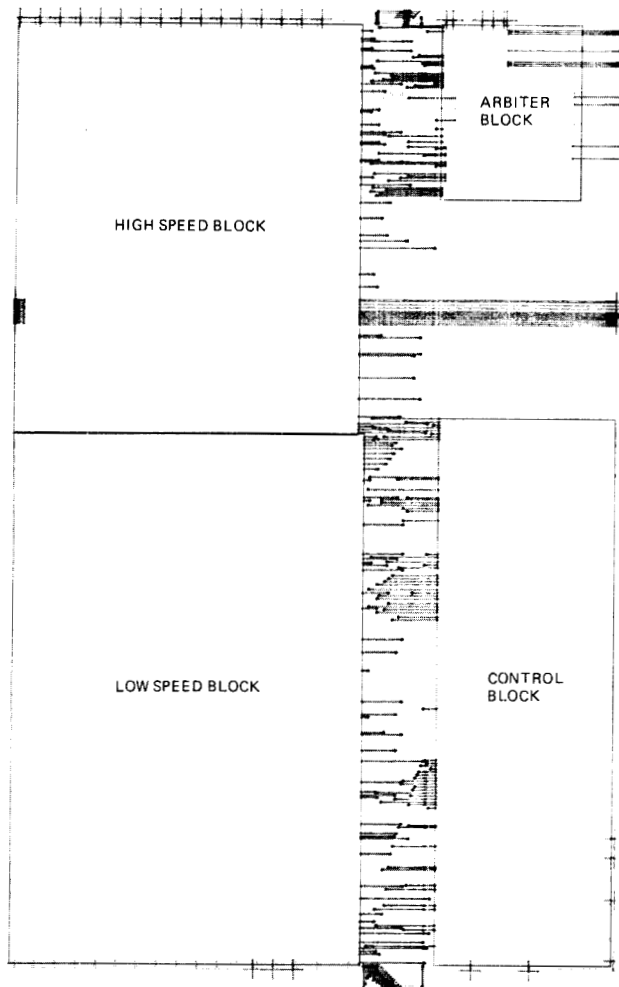 ARBITER
BLOCK
HIGH SPEED BLOCK
LOW SPEED BLOCK
CONTROL
BLOCK